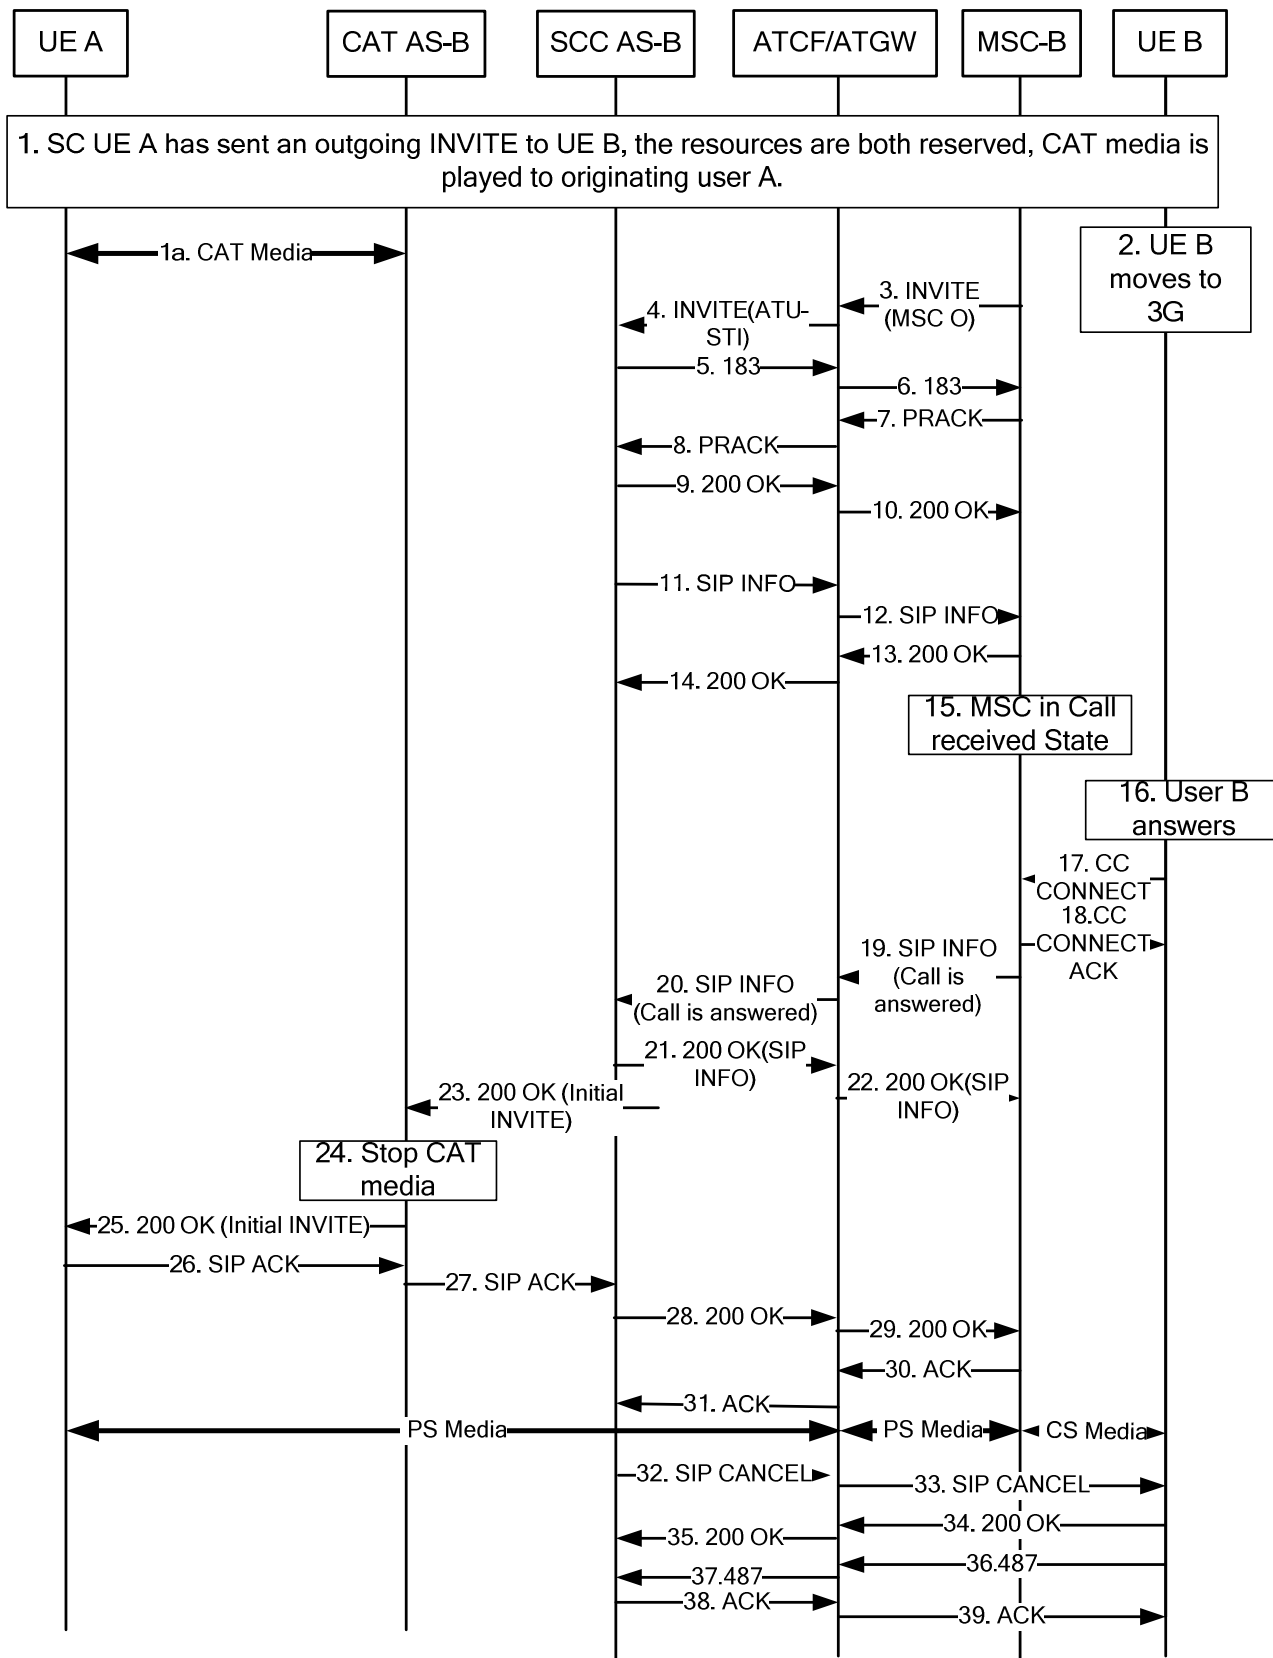 UE A
CAT AS-B
SCC AS-B
ATCF/ATGW
MSC-B
UE B
1. SC UE A has sent an outgoing INVITE to UE B, the resources are both reserved, CAT media is
played to originating user A.
1a. CAT Media
2. UE B
moves to
3G
3. INVITE
(MSC O)
4. INVITE(ATU-
STI)
5. 183
6. 183
7. PRACK
8. PRACK
9. 200 OK
10. 200 OK
11. SIP INFO
12. SIP INFO
13. 200 OK
14. 200 OK
15. MSC in Call
received State
16. User B
answers
17. CC
CONNECT
18.CC
CONNECT
ACK
19. SIP INFO
(Call is
answered)
20. SIP INFO
(Call is answered)
21. 200 OK(SIP
INFO)
22. 200 OK(SIP
INFO)
23. 200 OK (Initial
INVITE)
24. Stop CAT
media
25. 200 OK (Initial INVITE)
26. SIP ACK
27. SIP ACK
28. 200 OK
29. 200 OK
30. ACK
31. ACK
PS Media
PS Media
CS Media
32. SIP CANCEL
33. SIP CANCEL
34. 200 OK
35. 200 OK
36.487
37.487
38. ACK
39. ACK